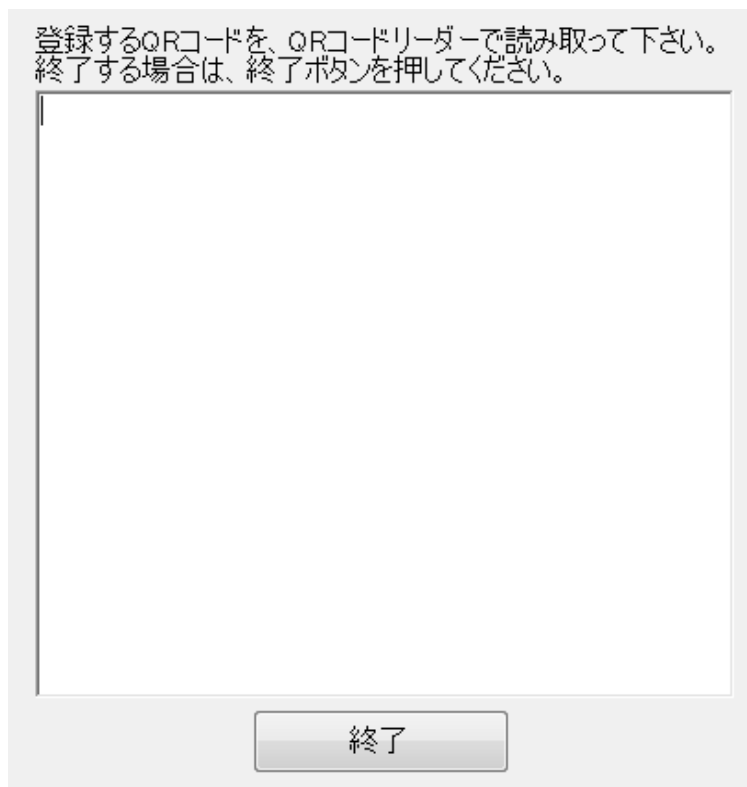 登録するQRコードを、QRコードリーダーで読み取って下さい。
終了する場合は、終了ボタンを押してください。
終了